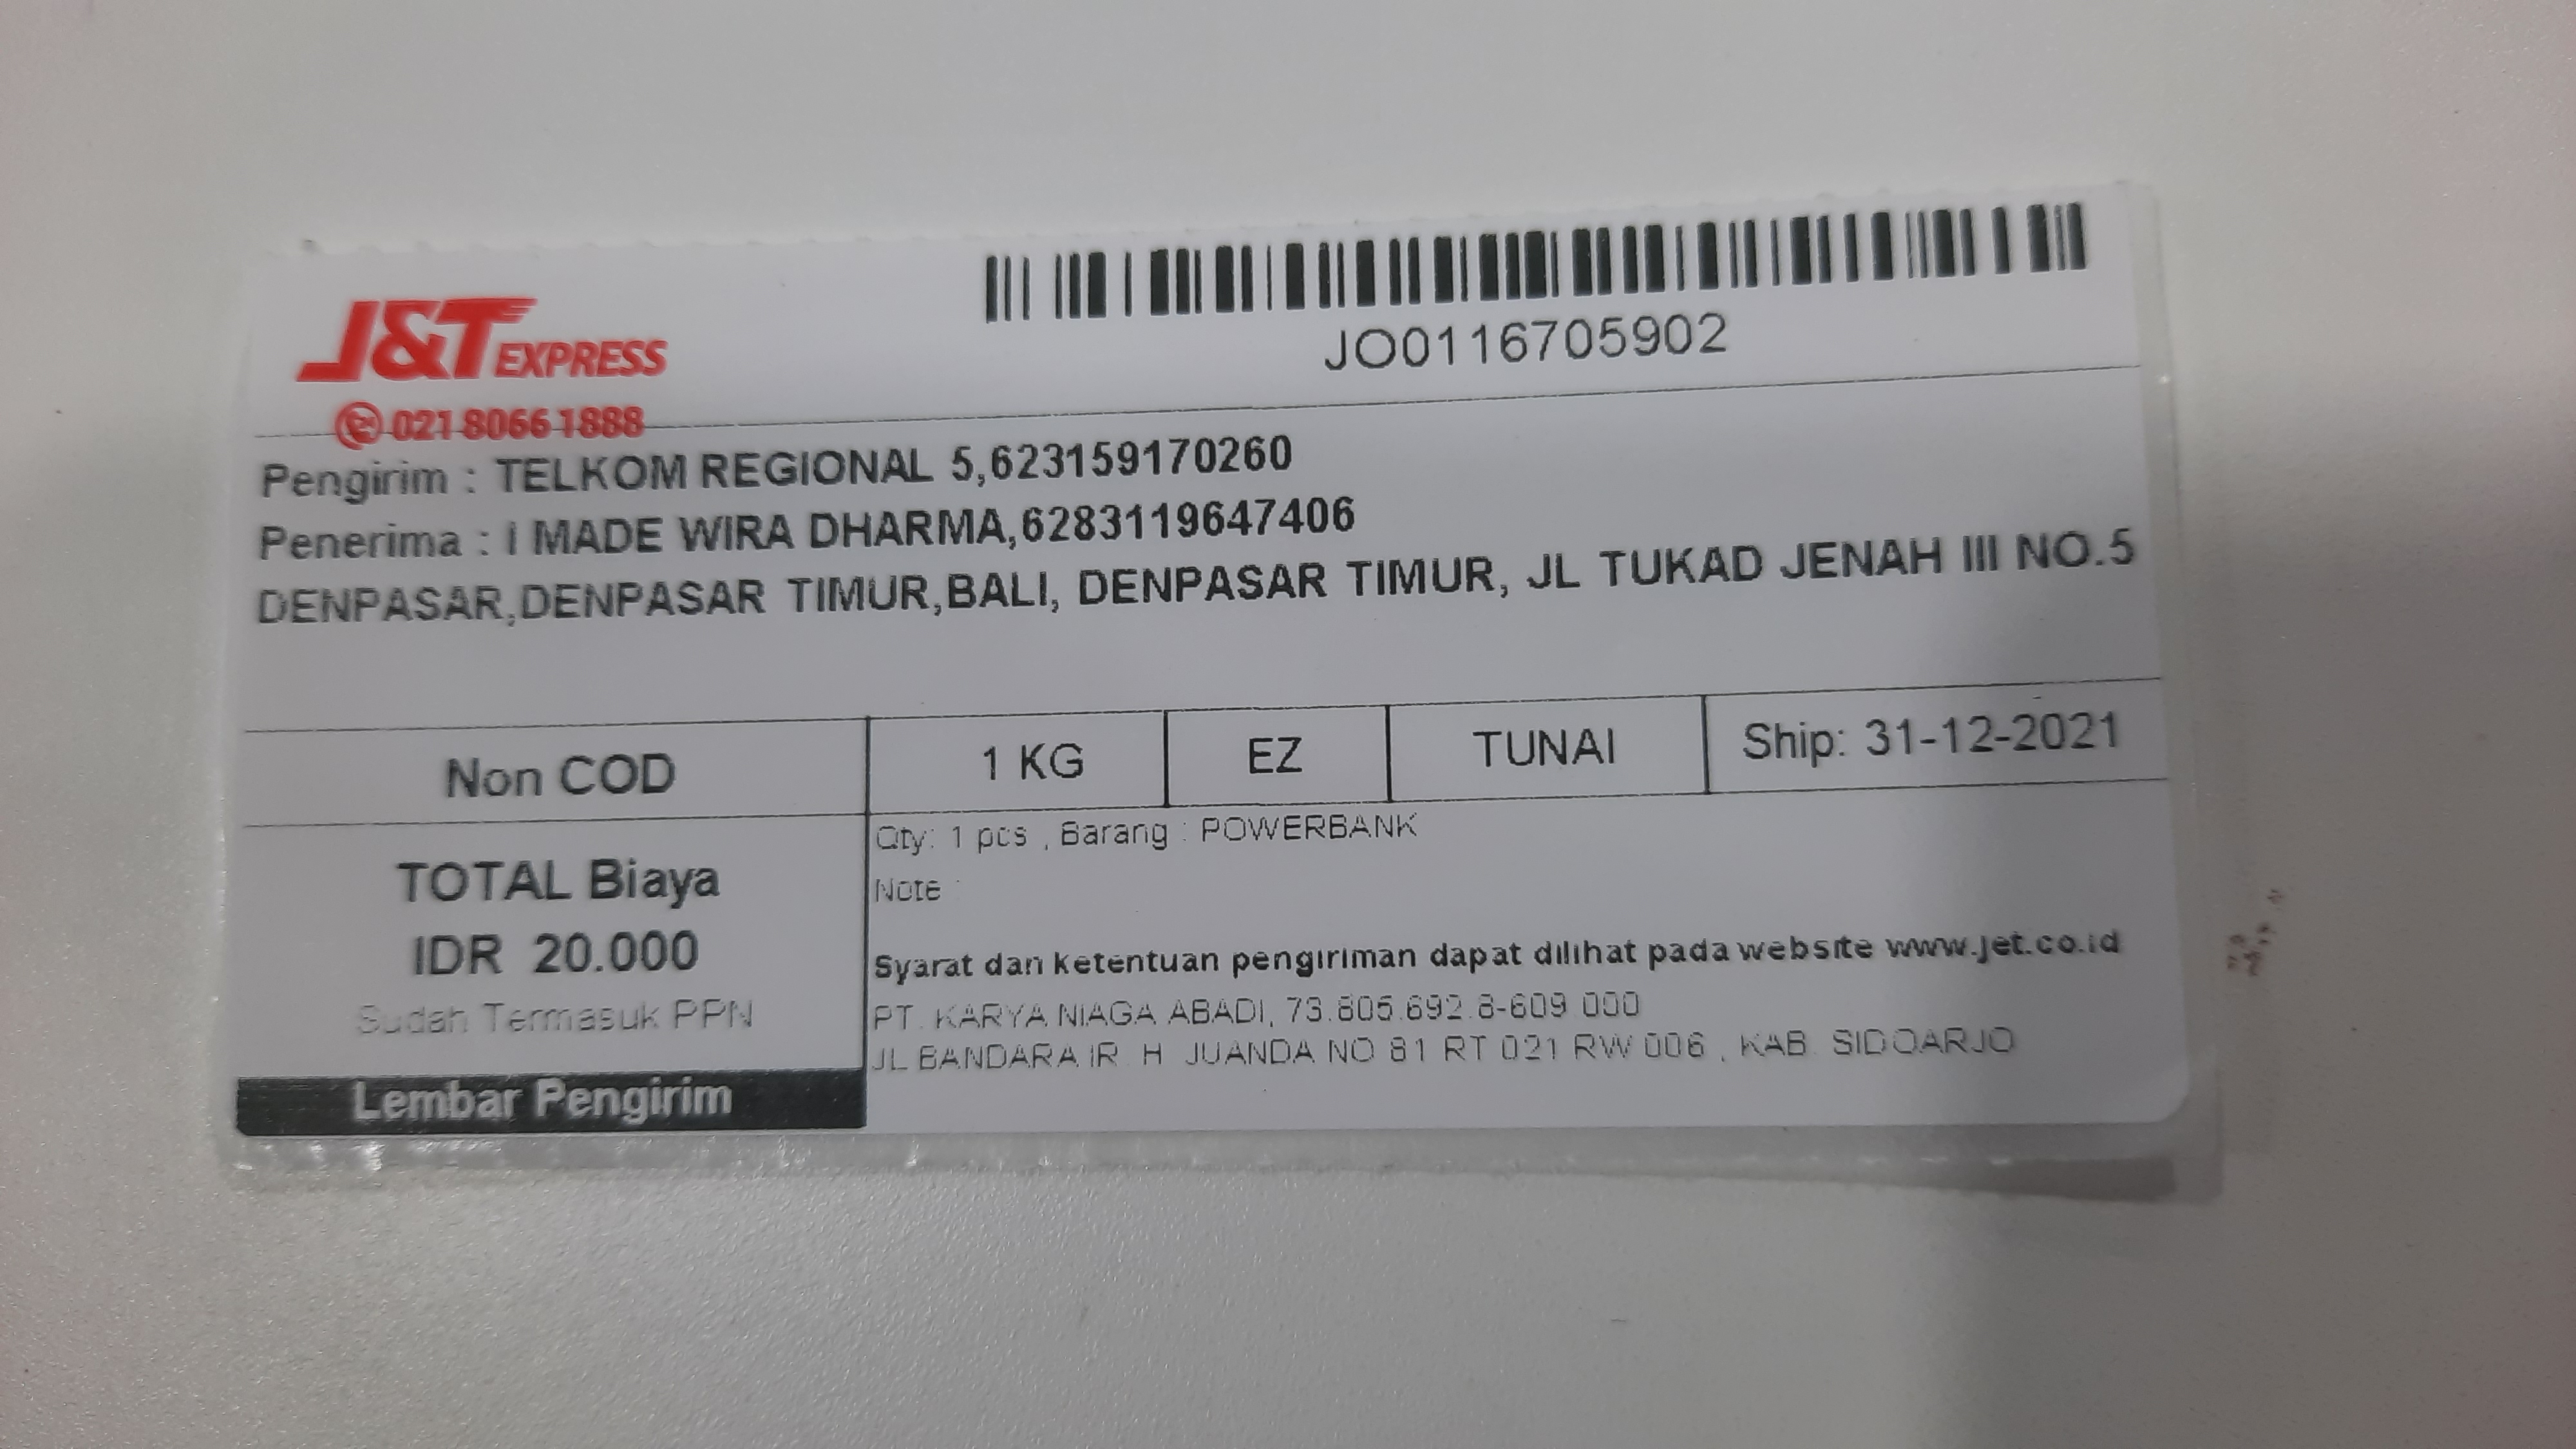 J&T EXPRESS
JO0116705902
021-8066-1888
Pengirim : TELKOM REGIONAL 5,623159170260
Penerima : I MADE WIRA DHARMA,6283119647406
DENPASAR,DENPASAR TIMUR,BALI, DENPASAR TIMUR, JL TUKAD JENAH III NO.5
Non COD
1 KG
EZ
TUNAI
Ship: 31-12-2021
TOTAL Biaya
IDR 20.000
Sudah Termasuk PPN
Lembar Pengirim
Qty: 1 pcs , Barang : POWERBANK
Note :
Syarat dan ketentuan pengiriman dapat dilihat pada website www.jet.co.id
PT. KARYA NIAGA ABADI, 73.805.692.8-609.000
JL BANDARA IR. H JUANDA NO 81 RT 021 RW 006 , KAB. SIDOARJO